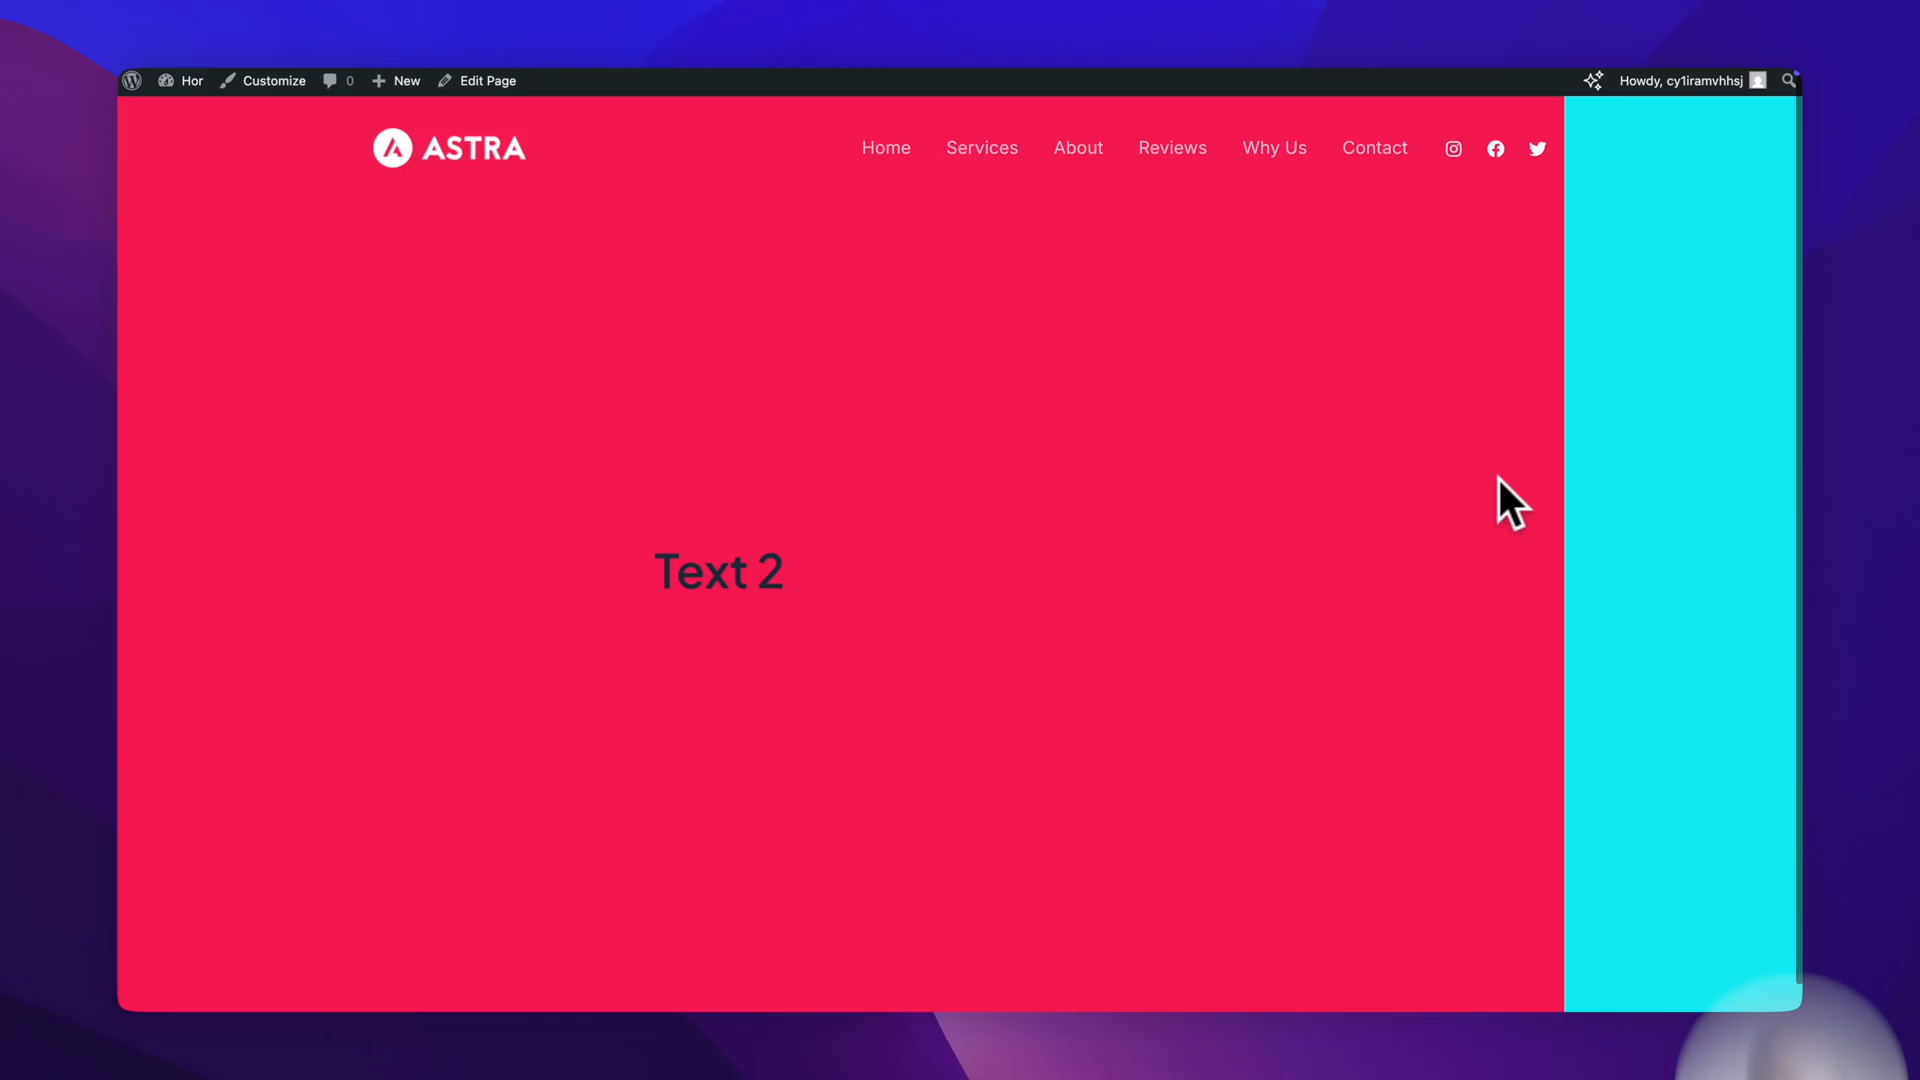 Hor Customize 0 New Edit Page Howdy, cy1iramvhhsj
ASTRA Home Services About Reviews Why Us Contact
Text 2